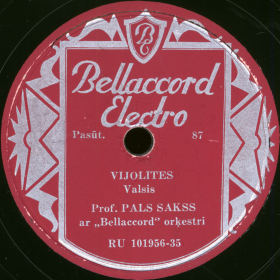 Bellaccord
Electro
Pasūt. 87
VIJOLITES
Valsis
Prof. PALS SAKSS
ar „Bellaccord" orķestri
RU 101956-35